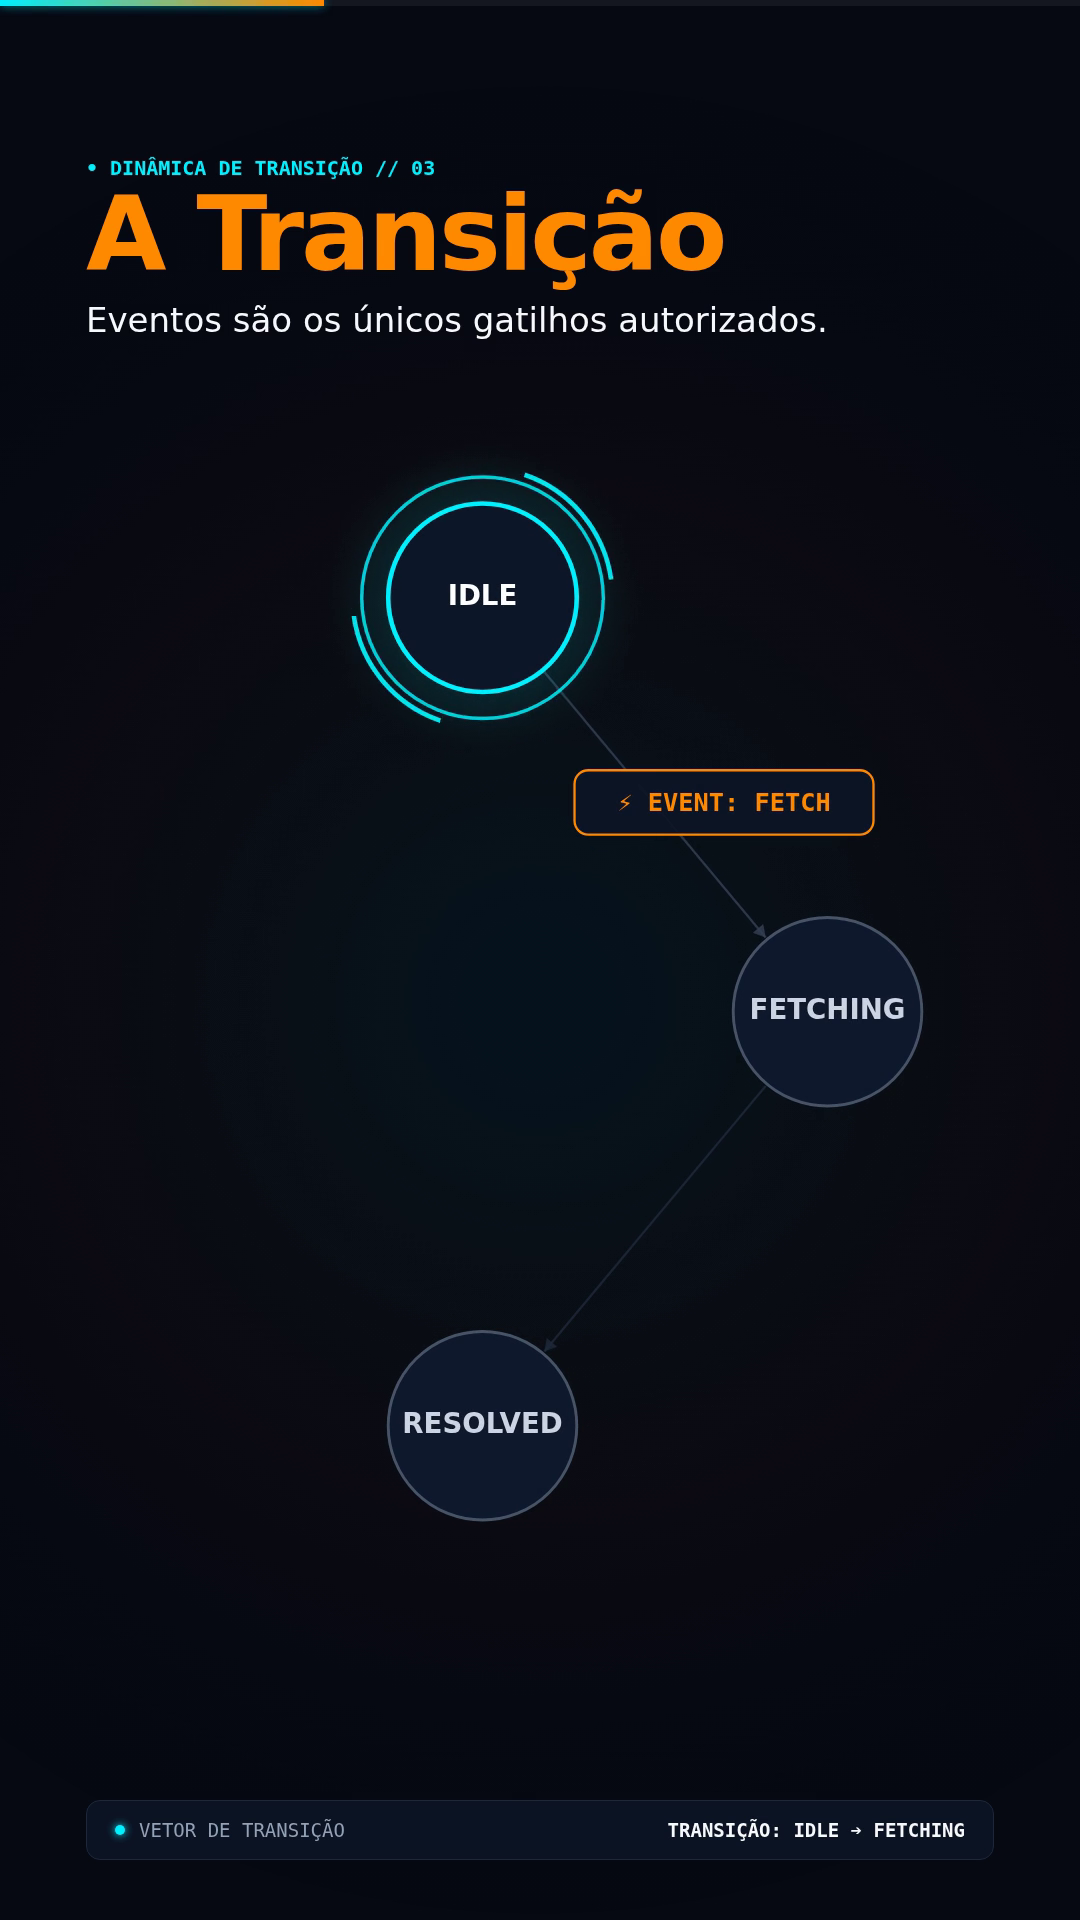 • DINÂMICA DE TRANSIÇÃO // 03
A Transição
Eventos são os únicos gatilhos autorizados.
IDLE
⚡ EVENT: FETCH
FETCHING
RESOLVED
VETOR DE TRANSIÇÃO
TRANSIÇÃO: IDLE → FETCHING